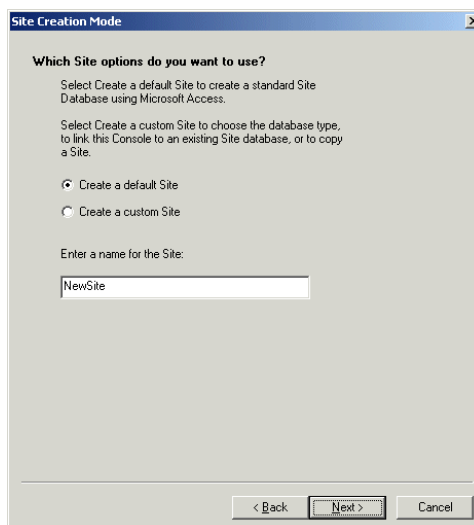 Site Creation Mode
Which Site options do you want to use?
Select Create a default Site to create a standard Site
Database using Microsoft Access.
Select Create a custom Site to choose the database type,
to link this Console to an existing Site database, or to copy
a Site.
Create a default Site
Create a custom Site
Enter a name for the Site:
NewSite
< Back Next > Cancel